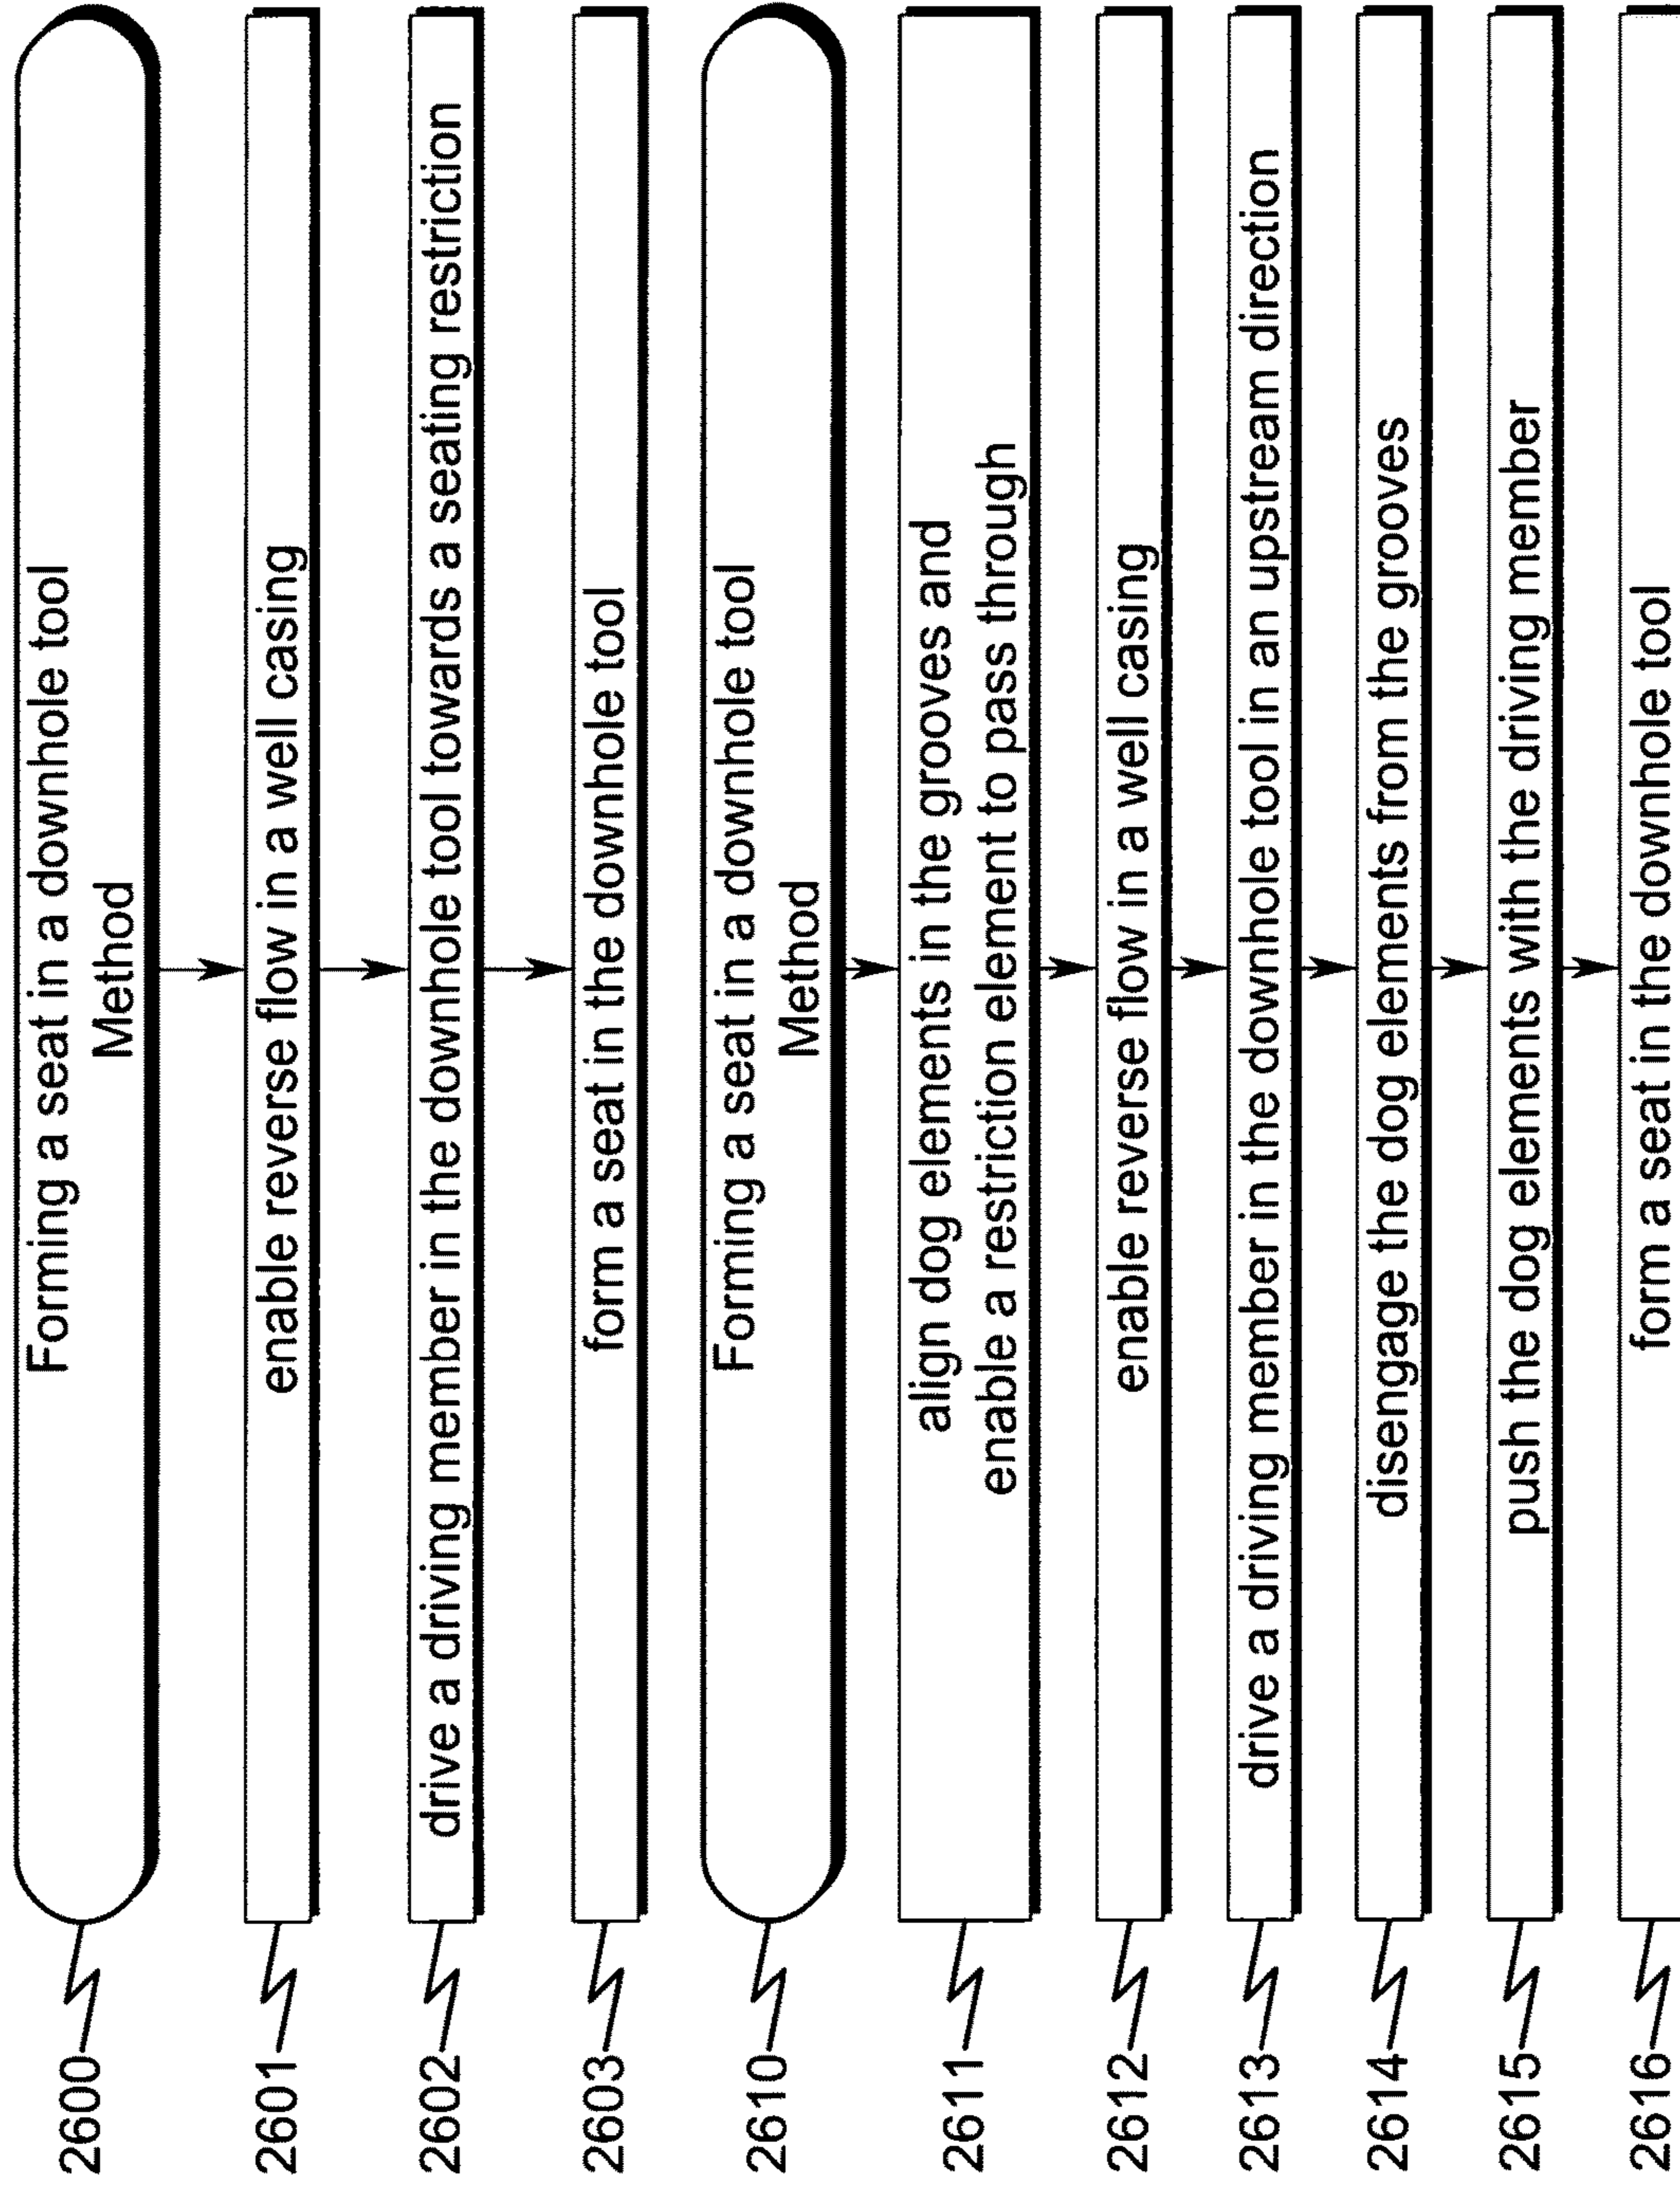 2600
Forming a seat in a downhole tool
Method
2601
enable reverse flow in a well casing
2602
drive a driving member in the downhole tool towards a seating restriction
2603
form a seat in the downhole tool
2610
Forming a seat in a downhole tool
Method
2611
align dog elements in the grooves and
enable a restriction element to pass through
2612
enable reverse flow in a well casing
2613
drive a driving member in the downhole tool in an upstream direction
2614
disengage the dog elements from the grooves
2615
push the dog elements with the driving member
2616
form a seat in the downhole tool